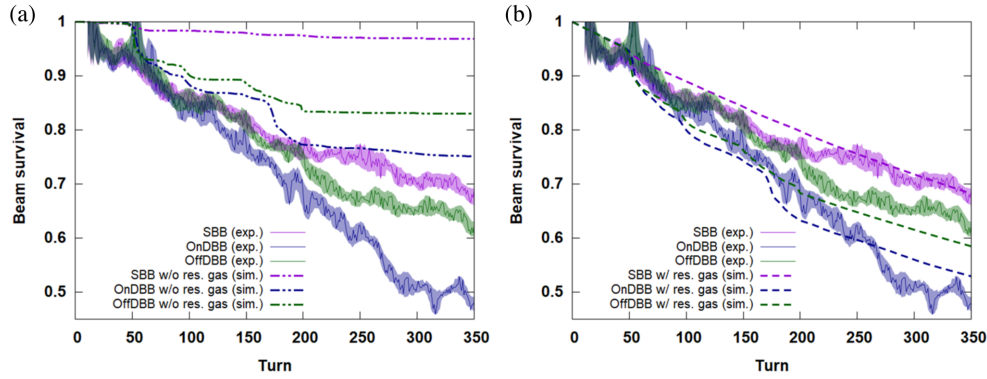 (a)
Beam survival
1
0.9
0.8
0.7
0.6
0.5
SBB (exp.)
OnDBB (exp.)
OffDBB (exp.)
SBB w/o res. gas (sim.)
OnDBB w/o res. gas (sim.)
OffDBB w/o res. gas (sim.)
0 50 100 150 200 250 300 350
Turn
(b)
Beam survival
1
0.9
0.8
0.7
0.6
0.5
SBB (exp.)
OnDBB (exp.)
OffDBB (exp.)
SBB w/ res. gas (sim.)
OnDBB w/ res. gas (sim.)
OffDBB w/ res. gas (sim.)
0 50 100 150 200 250 300 350
Turn